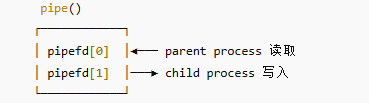 pipe()
pipefd[0] parent process 读取
pipefd[1] child process 写入